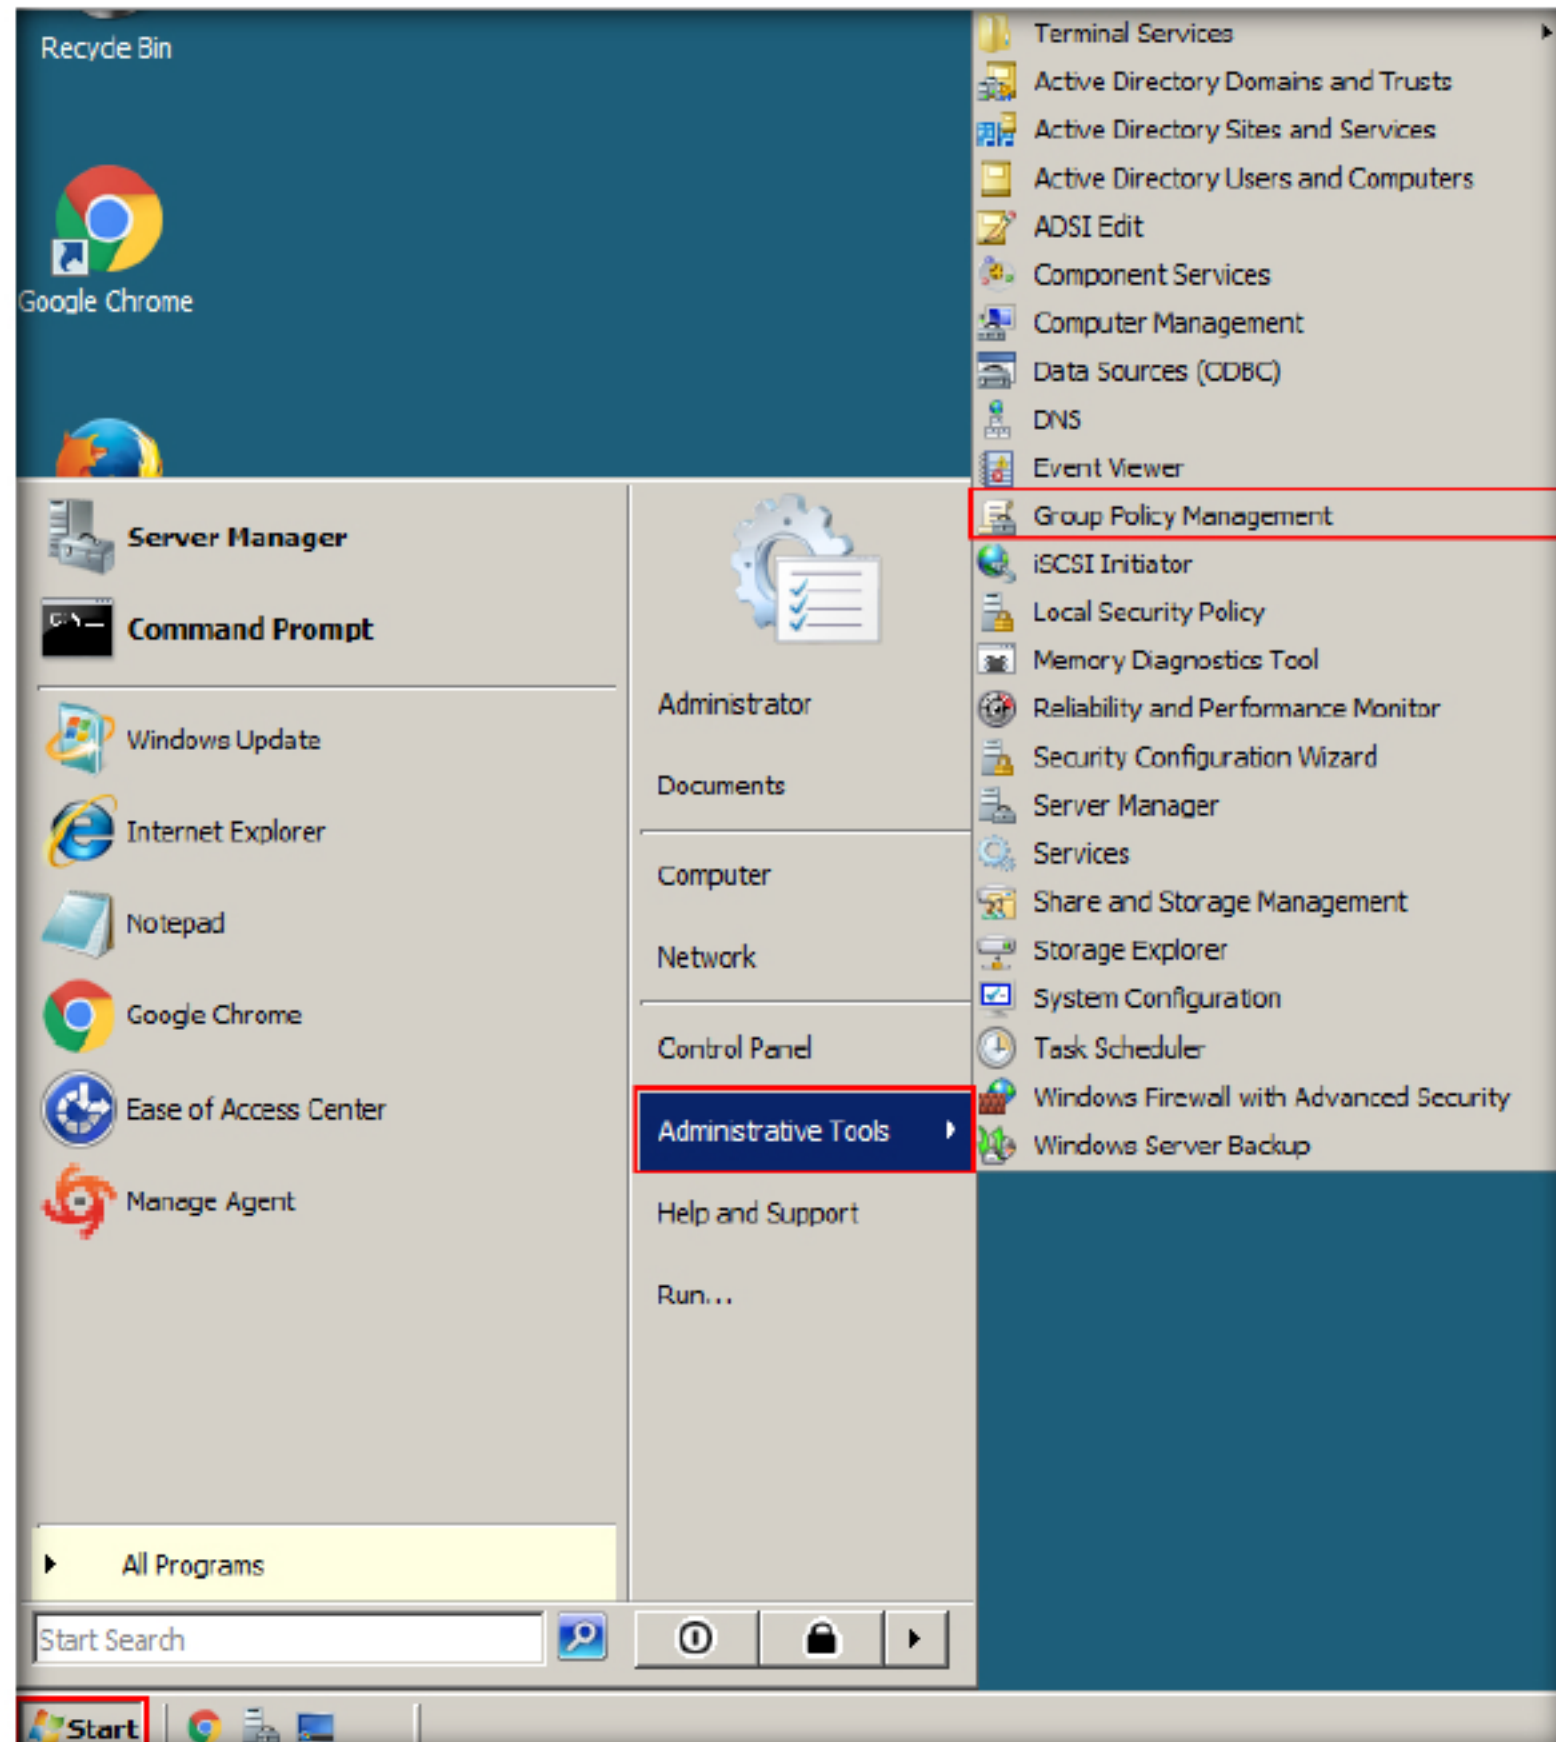 Recycle Bin
Google Chrome
Server Manager
Command Prompt
Windows Update
Internet Explorer
Notepad
Google Chrome
Ease of Access Center
Manage Agent
All Programs
Start Search
Administrator
Documents
Computer
Network
Control Panel
Administrative Tools
Help and Support
Run...
Terminal Services
Active Directory Domains and Trusts
Active Directory Sites and Services
Active Directory Users and Computers
ADSI Edit
Component Services
Computer Management
Data Sources (ODBC)
DNS
Event Viewer
Group Policy Management
iSCSI Initiator
Local Security Policy
Memory Diagnostics Tool
Reliability and Performance Monitor
Security Configuration Wizard
Server Manager
Services
Share and Storage Management
Storage Explorer
System Configuration
Task Scheduler
Windows Firewall with Advanced Security
Windows Server Backup
Start